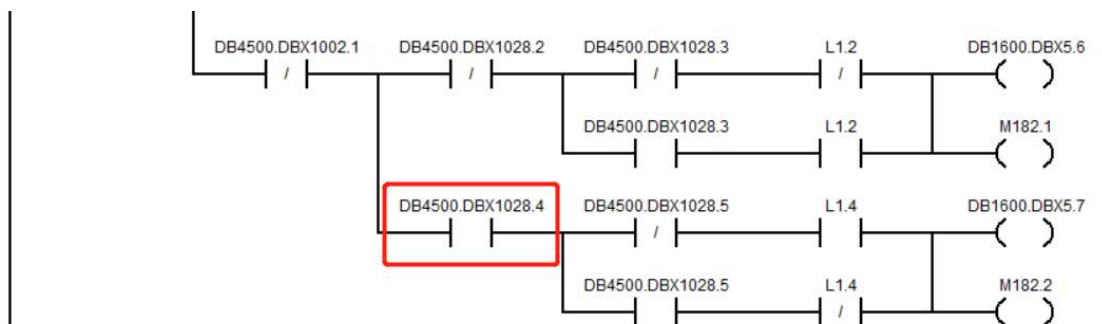 DB4500.DBX1002.1 DB4500.DBX1028.2 DB4500.DBX1028.3 L1.2 DB1600.DBX5.6
/ / / /
DB4500.DBX1028.3 L1.2 M182.1
DB4500.DBX1028.4 DB4500.DBX1028.5 L1.4 DB1600.DBX5.7
/
DB4500.DBX1028.5 L1.4 M182.2
/